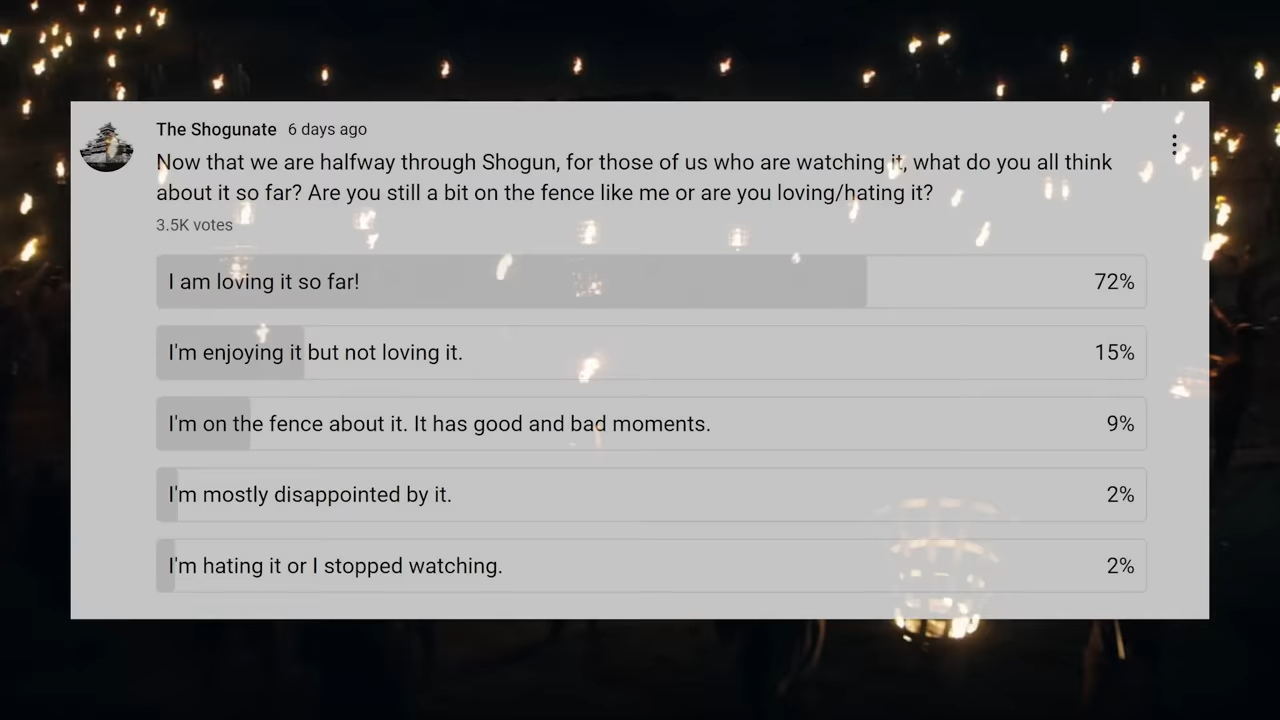 The Shogunate 6 days ago
Now that we are halfway through Shogun, for those of us who are watching it, what do you all think
about it so far? Are you still a bit on the fence like me or are you loving/hating it?
3.5K votes
I am loving it so far! 72%
I'm enjoying it but not loving it. 15%
I'm on the fence about it. It has good and bad moments. 9%
I'm mostly disappointed by it. 2%
I'm hating it or I stopped watching. 2%